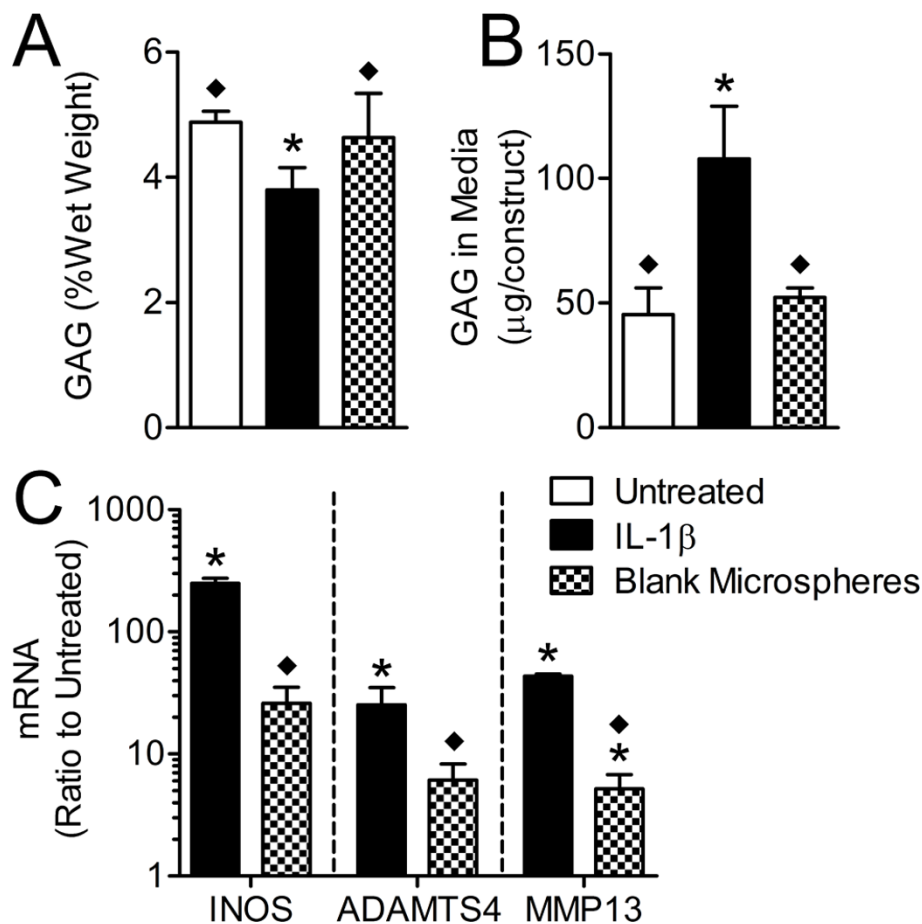 A
GAG (%Wet Weight)
6
4
2
0
◆
*
◆
B
GAG in Media
(μg/construct)
150
100
50
0
◆
*
◆
C
mRNA
(Ratio to Untreated)
1000
100
10
1
*
◆
*
◆
*
◆
*
INOS
ADAMTS4
MMP13
Untreated
IL-1β
Blank Microspheres